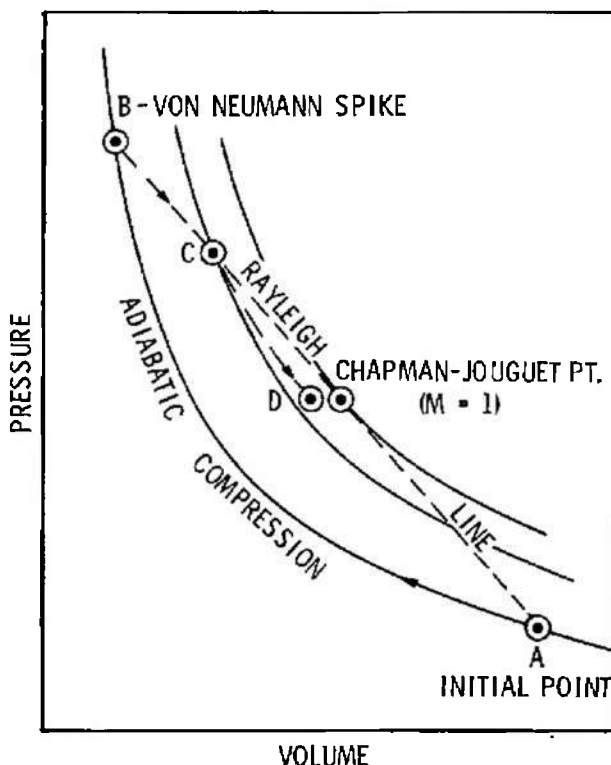 B - VON NEUMANN SPIKE
C
RAYLEIGH
ADIABATIC
CHAPMAN-JOUGUET PT.
(M = 1)
D
PRESSURE
COMPRESSION
LINE
A
INITIAL POINT
VOLUME